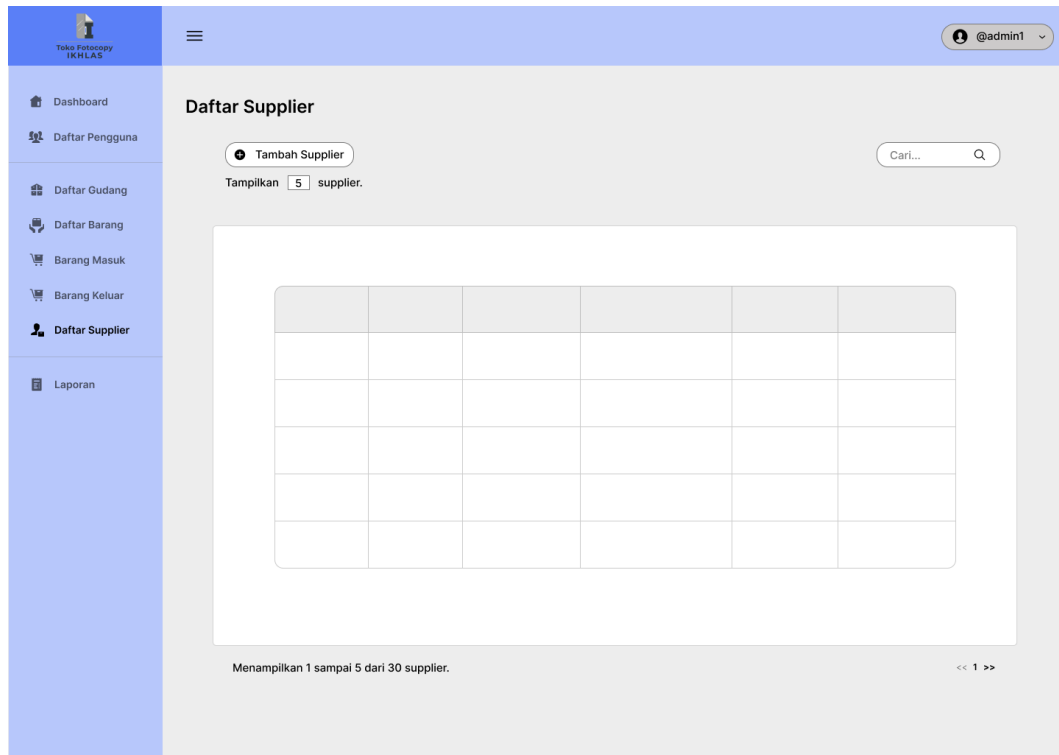 Toko Fotocopy
IKHLAS
@admin1
Dashboard
Daftar Pengguna
Daftar Gudang
Daftar Barang
Barang Masuk
Barang Keluar
Daftar Supplier
Laporan
Daftar Supplier
Tambah Supplier
Cari...
Tampilkan 5 supplier.
Menampilkan 1 sampai 5 dari 30 supplier.
<< 1 >>